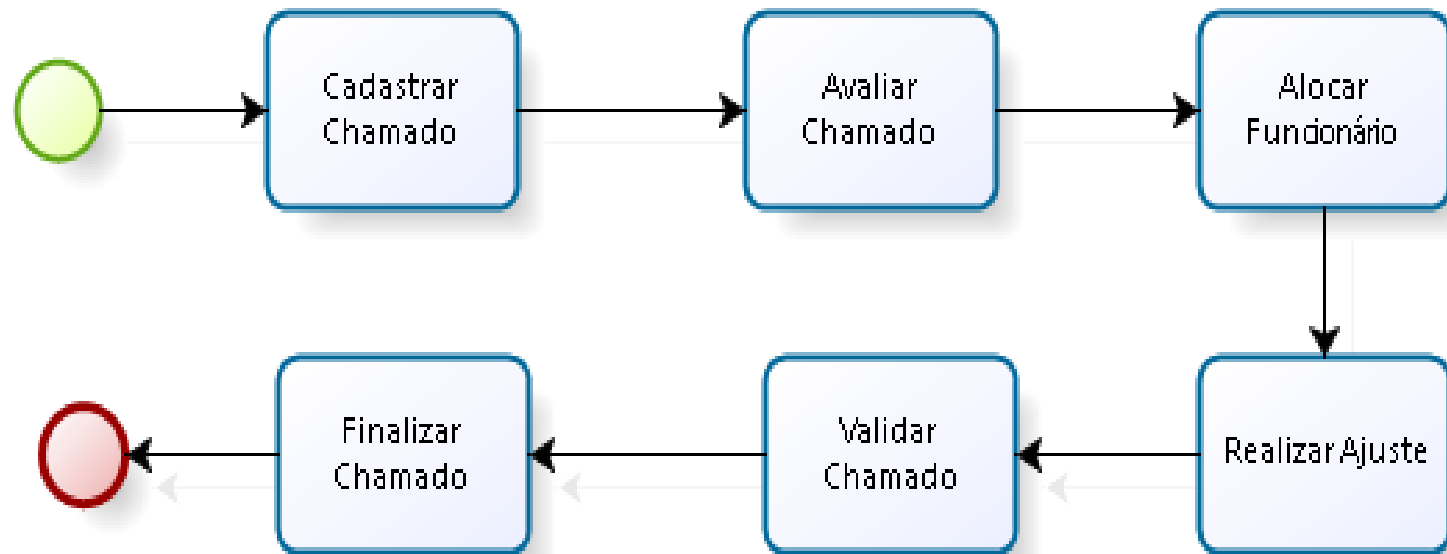 Cadastrar
Chamado
Avaliar
Chamado
Alocar
Funcionário
Realizar Ajuste
Validar
Chamado
Finalizar
Chamado